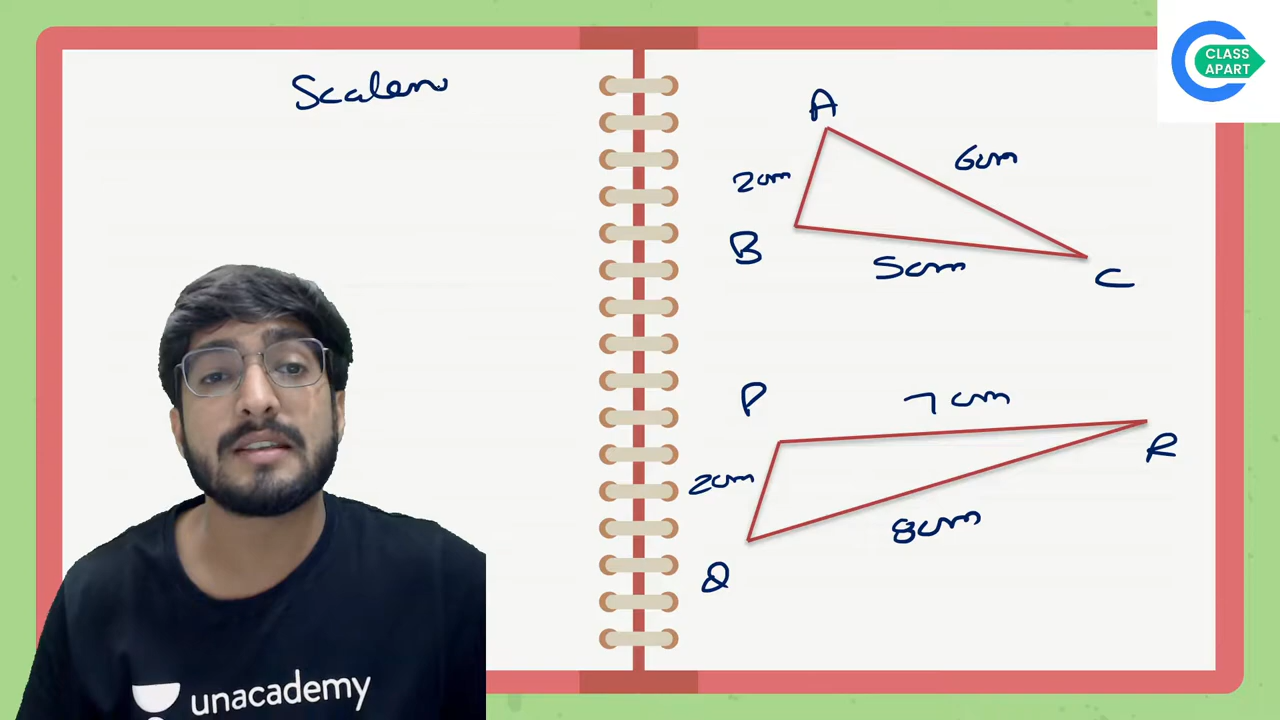 Scalen
CLASS
APART
A
6cm
2cm
B
5cm
C
P
7cm
R
2cm
8cm
Q
unacademy